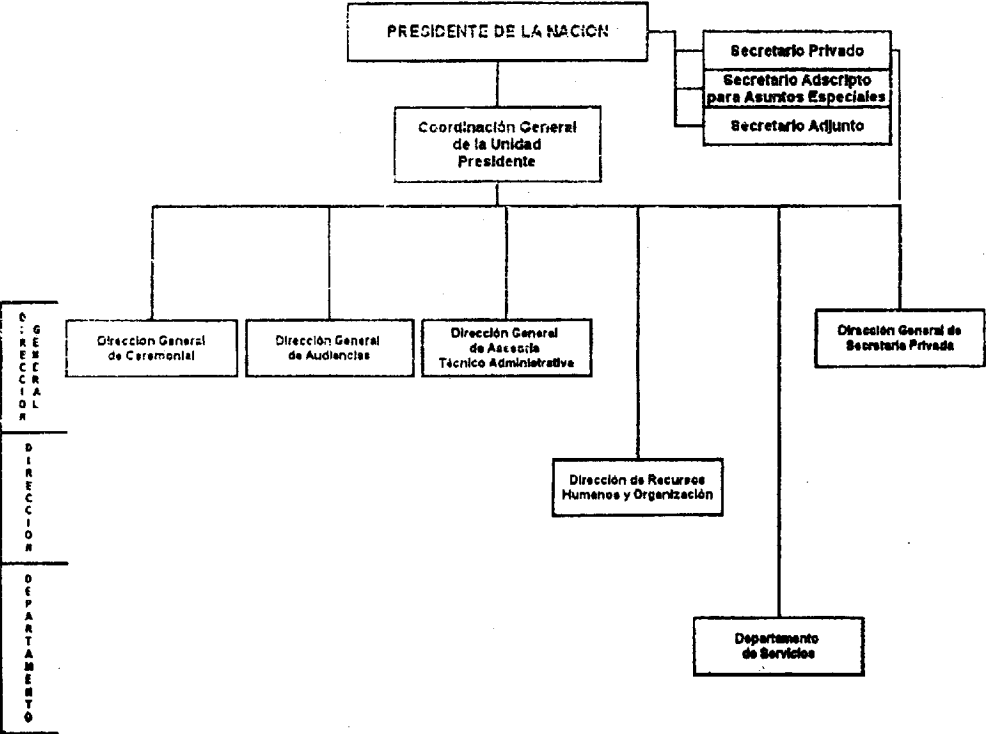 PRESIDENTE DE LA NACION
Secretario Privado
Secretario Adscripto
para Asuntos Especiales
Secretario Adjunto
Coordinación General
de la Unidad
Presidente
DIRECCION
GENERAL
Dirección General
de Ceremonial
Dirección General
de Audiencias
Dirección General
de Asesoría
Técnico Administrativa
Dirección General de
Secretaría Privada
DIRECCION
Dirección de Recursos
Humanos y Organización
DEPARTAMENTO
Departamento
de Servicios